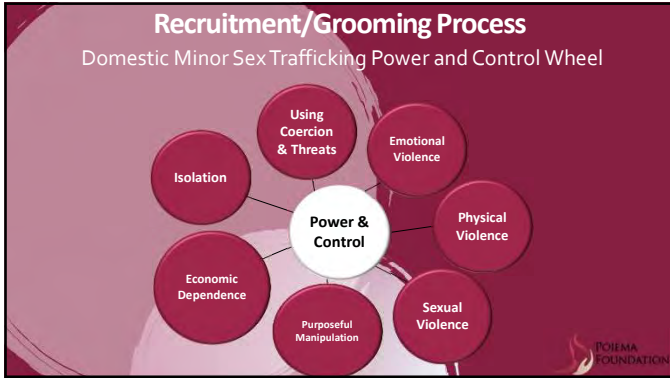 Recruitment/Grooming Process
Domestic Minor Sex Trafficking Power and Control Wheel
Using
Coercion
& Threats
Emotional
Violence
Isolation
Power &
Control
Physical
Violence
Economic
Dependence
Sexual
Violence
Purposeful
Manipulation
POIEMA
FOUNDATION